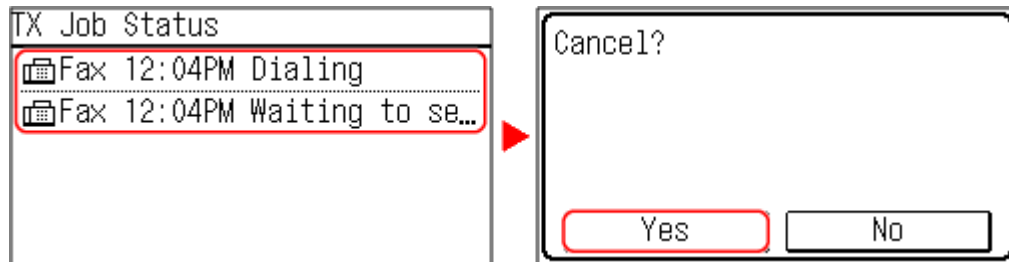 TX Job Status
Fax 12:04PM Dialing
Fax 12:04PM Waiting to se…
Cancel?
Yes
No